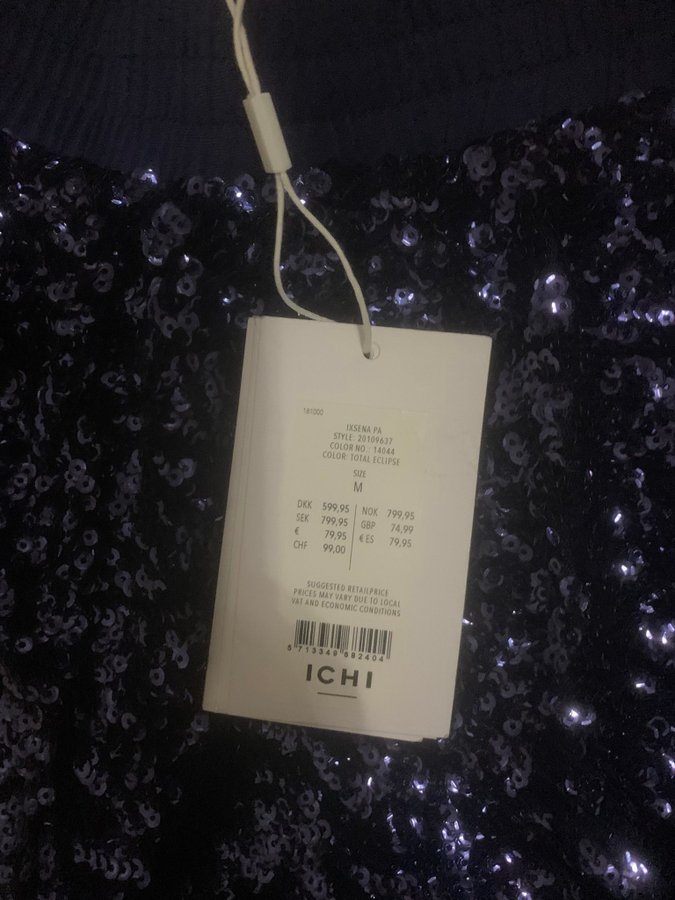 181000
IXSENA PA
STYLE: 20109637
COLOR NO.: 14044
COLOR: TOTAL ECLIPSE
SIZE
M
DKK 599,95 NOK 799,95
SEK 799,95 GBP 74,99
€ 79,95 € ES 79,95
CHF 99,00
SUGGESTED RETAILPRICE
PRICES MAY VARY DUE TO LOCAL
VAT AND ECONOMIC CONDITIONS
5 713349 692404
ICHI